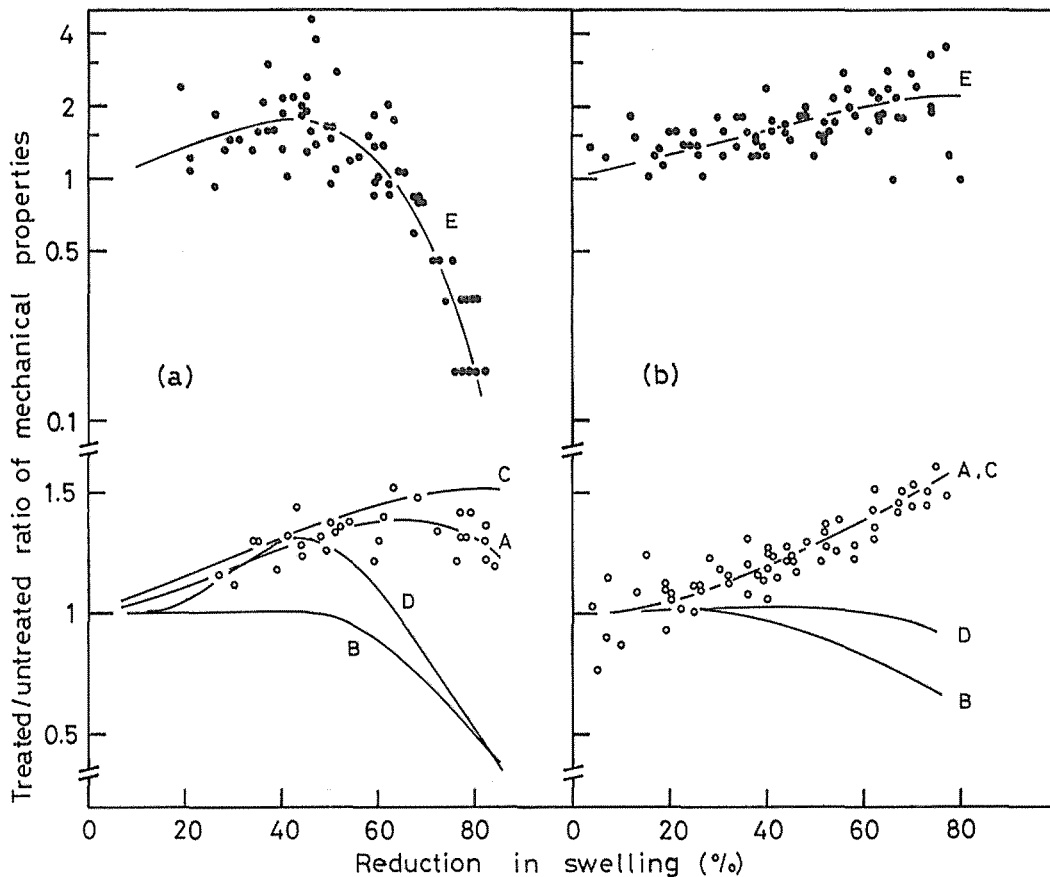 Treated/untreated ratio of mechanical properties
4
2
1
0.5
0.1
1.5
1
0.5
(a)
E
C
A
D
B
0 20 40 60 80
(b)
E
A,C
D
B
0 20 40 60 80
Reduction in swelling (%)